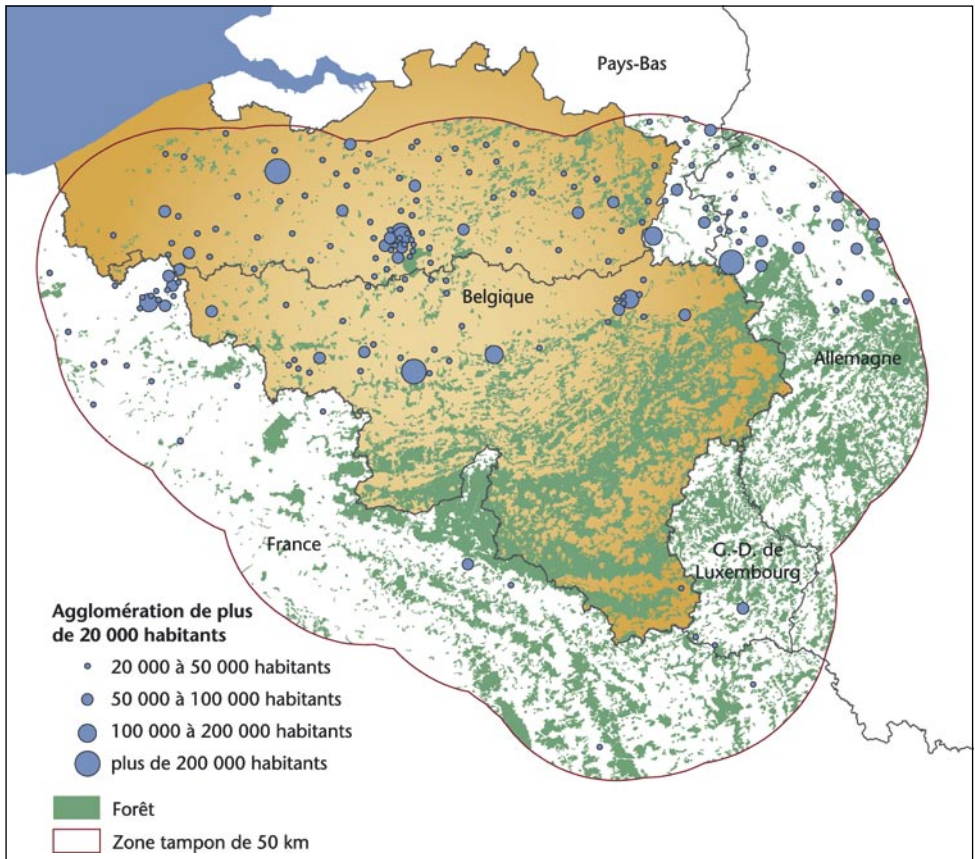 Pays-Bas
Belgique
Allemagne
France
G.-D. de
Luxembourg
Agglomération de plus
de 20 000 habitants
20 000 à 50 000 habitants
50 000 à 100 000 habitants
100 000 à 200 000 habitants
plus de 200 000 habitants
Forêt
Zone tampon de 50 km